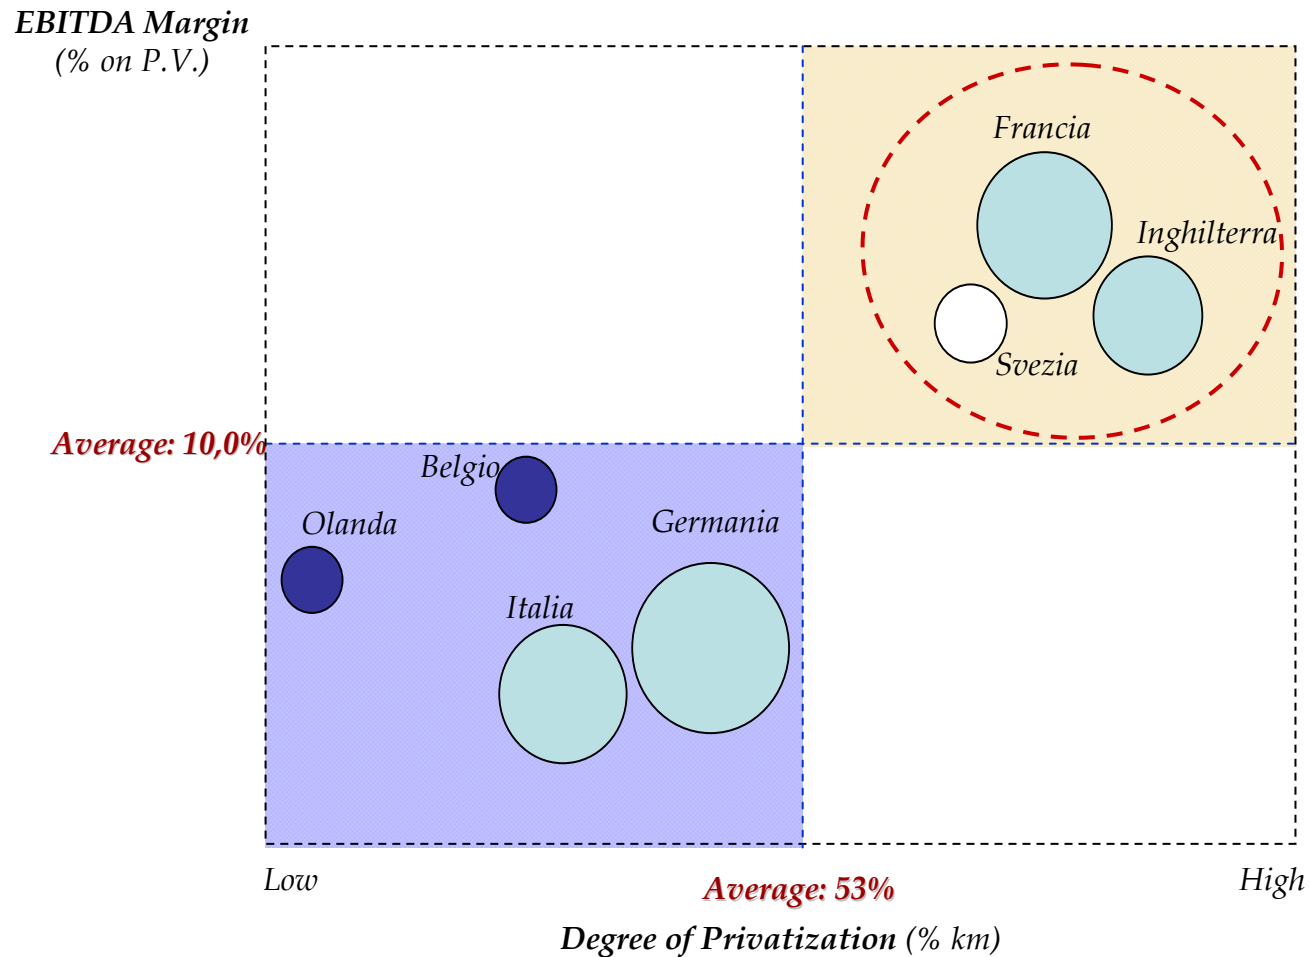 EBITDA Margin
(% on P.V.)
Francia
Inghilterra
Svezia
Average: 10,0%
Belgio
Olanda
Germania
Italia
Low
Average: 53%
High
Degree of Privatization (% km)